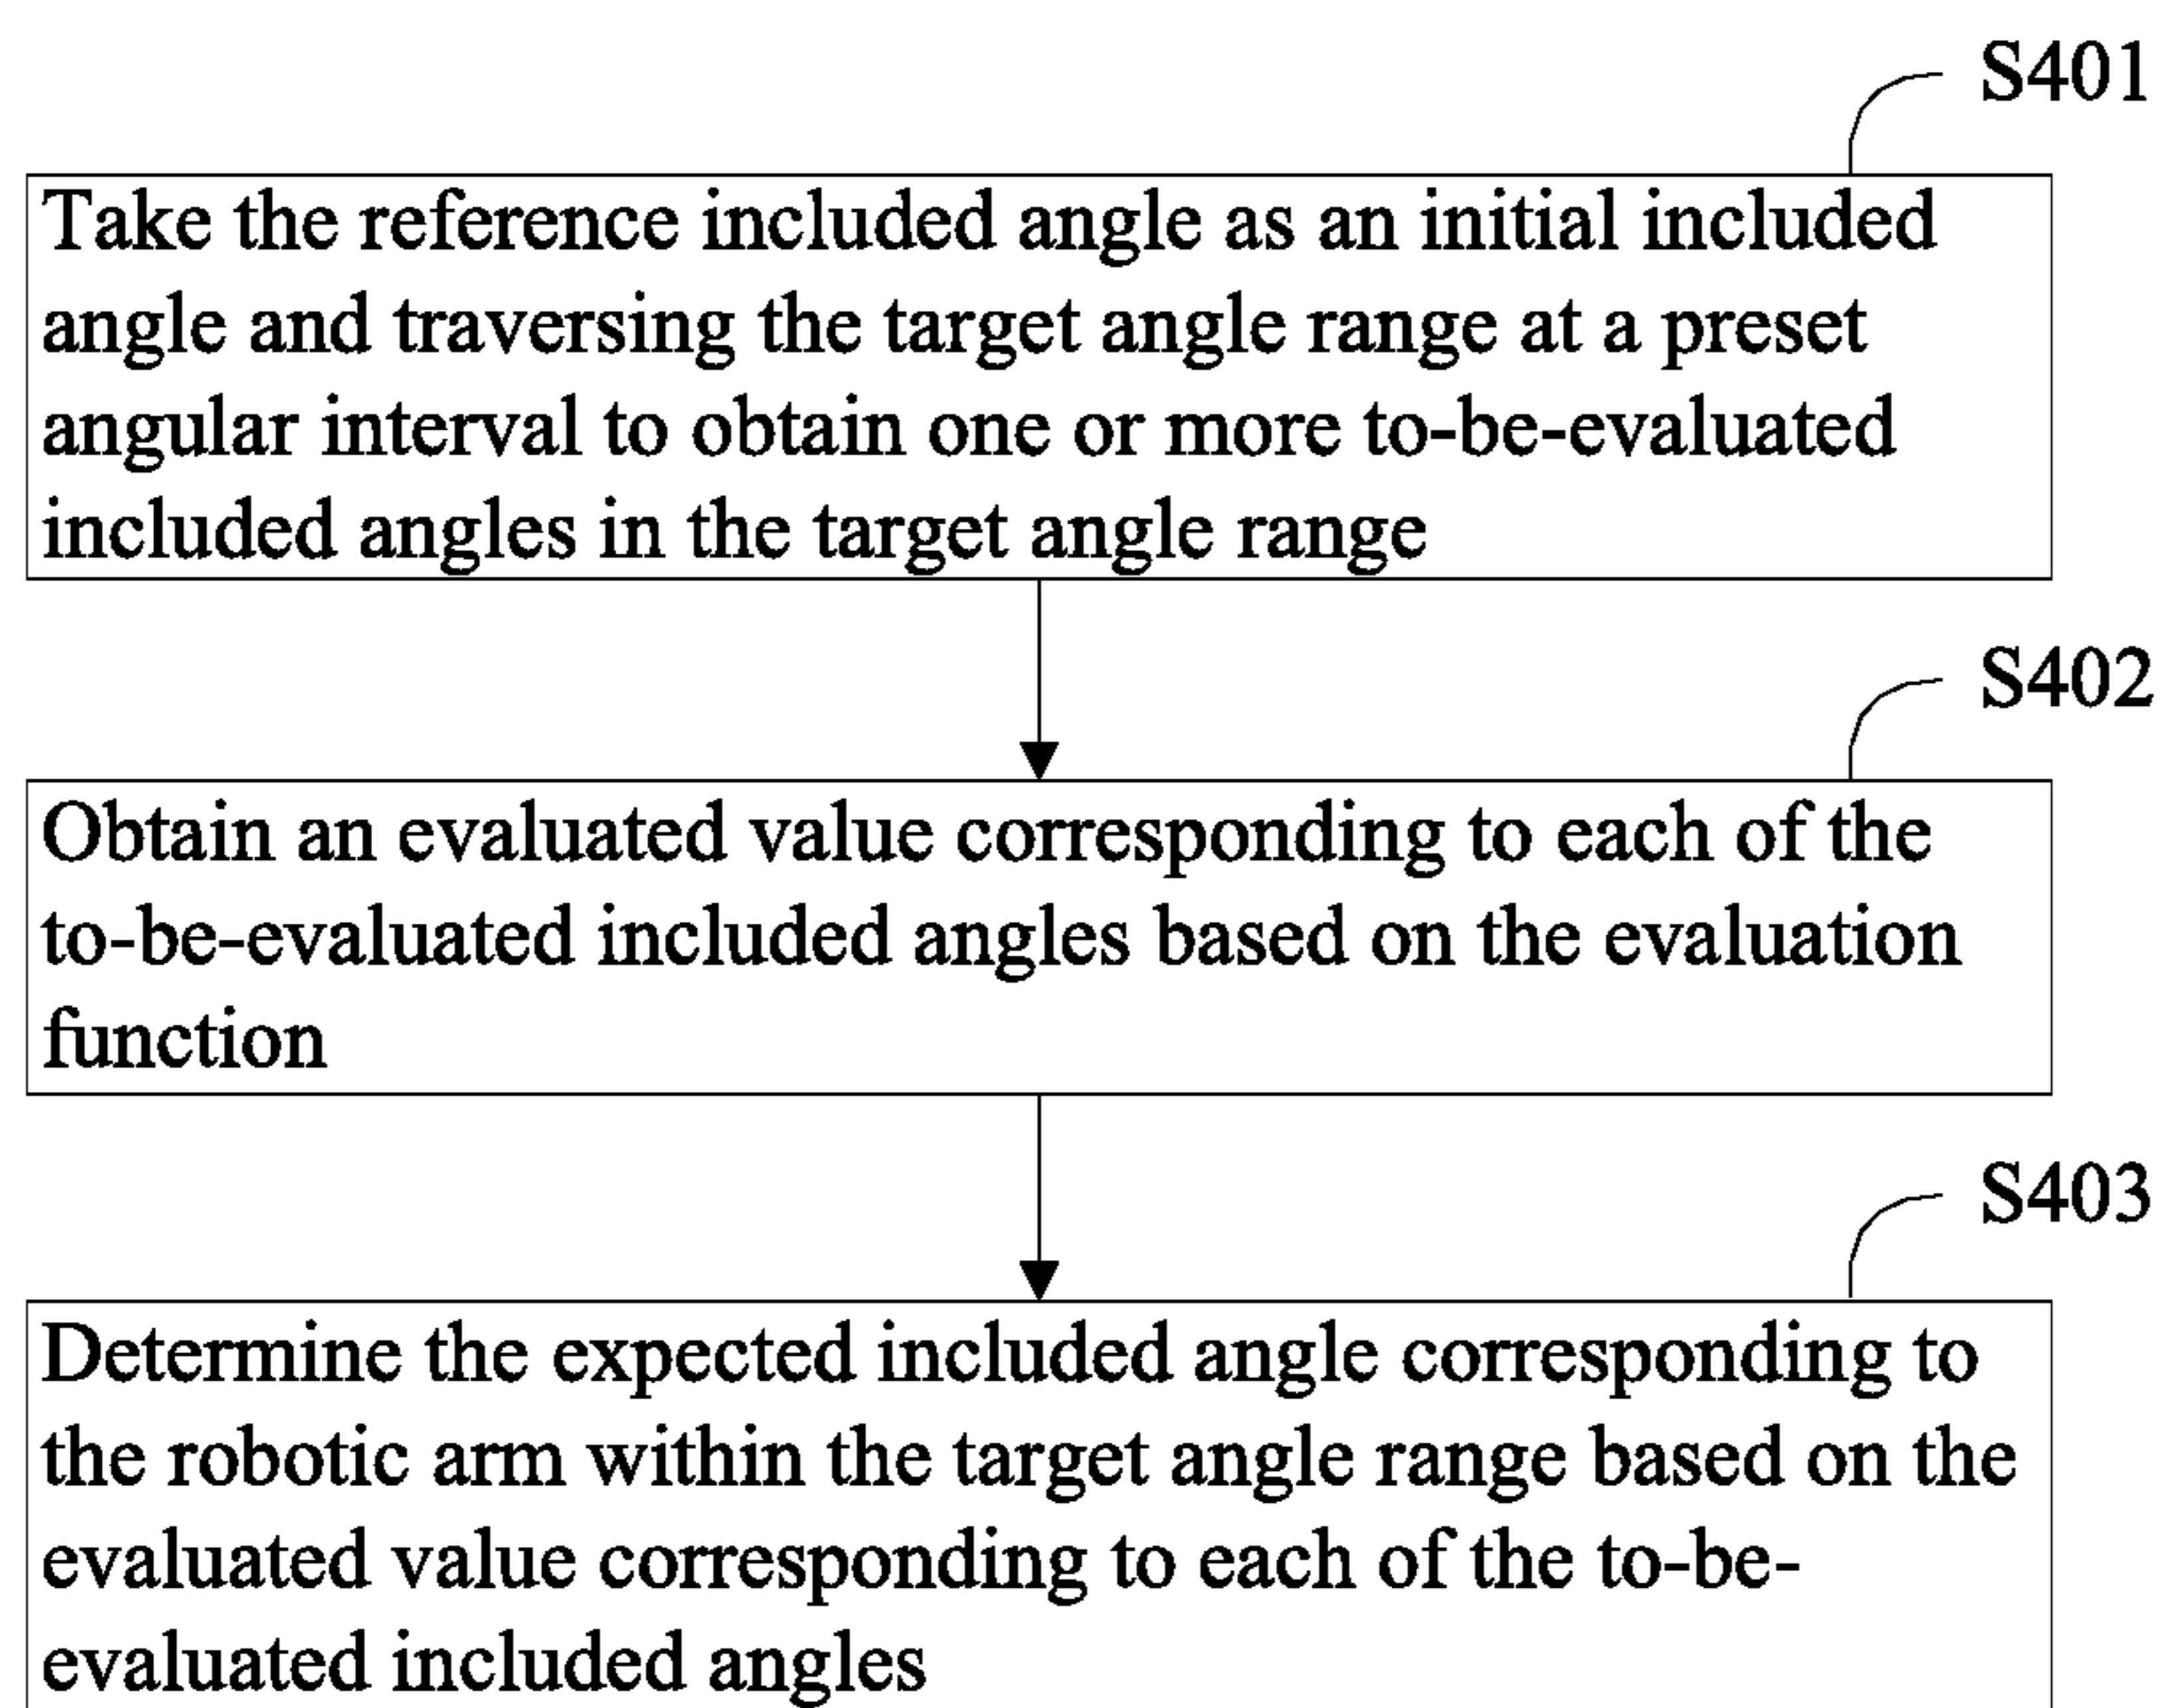 S401
Take the reference included angle as an initial included
angle and traversing the target angle range at a preset
angular interval to obtain one or more to-be-evaluated
included angles in the target angle range
S402
Obtain an evaluated value corresponding to each of the
to-be-evaluated included angles based on the evaluation
function
S403
Determine the expected included angle corresponding to
the robotic arm within the target angle range based on the
evaluated value corresponding to each of the to-be-
evaluated included angles